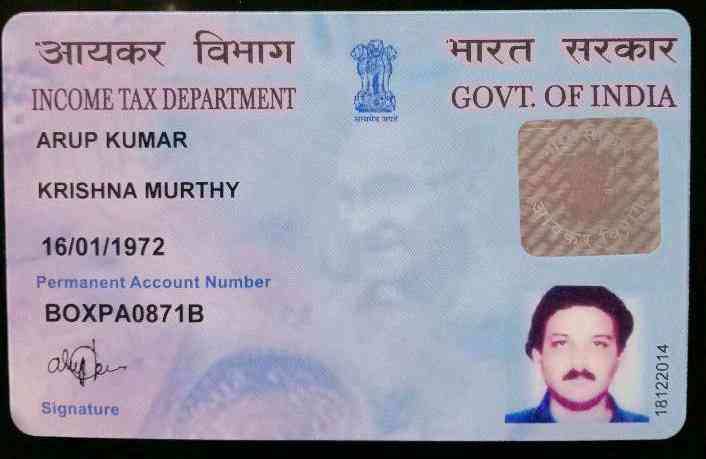 आयकर विभाग
INCOME TAX DEPARTMENT
भारत सरकार
GOVT. OF INDIA
सत्यमेव जयते
ARUP KUMAR
KRISHNA MURTHY
16/01/1972
Permanent Account Number
BOXPA0871B
Signature
18122014